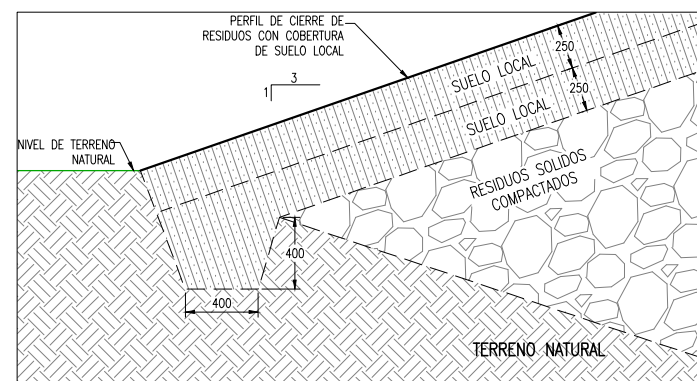 PERFIL DE CIERRE DE
RESIDUOS CON COBERTURA
DE SUELO LOCAL
3
1
250
250
SUELO LOCAL
SUELO LOCAL
NIVEL DE TERRENO
NATURAL
RESIDUOS SOLIDOS
COMPACTADOS
400
400
TERRENO NATURAL